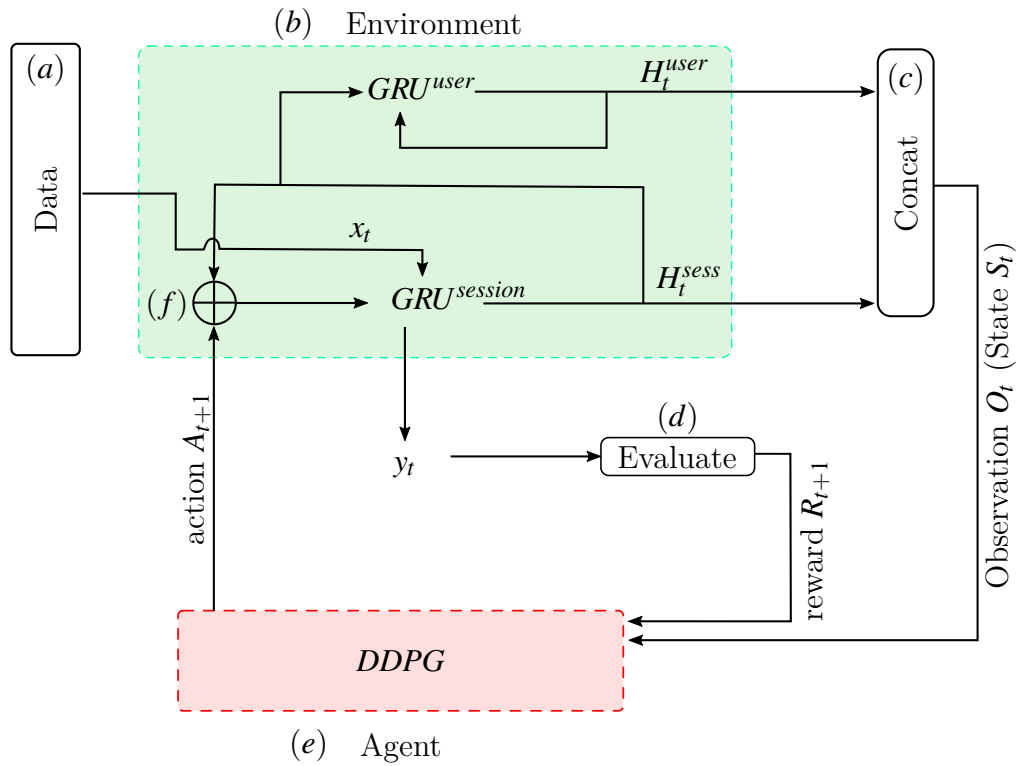 (b) Environment
(a)
Data
GRU^{user}
H_t^{user}
(c)
Concat
x_t
(f)
GRU^{session}
H_t^{sess}
Observation O_t (State S_t)
action A_{t+1}
y_t
(d)
Evaluate
reward R_{t+1}
DDPG
(e) Agent